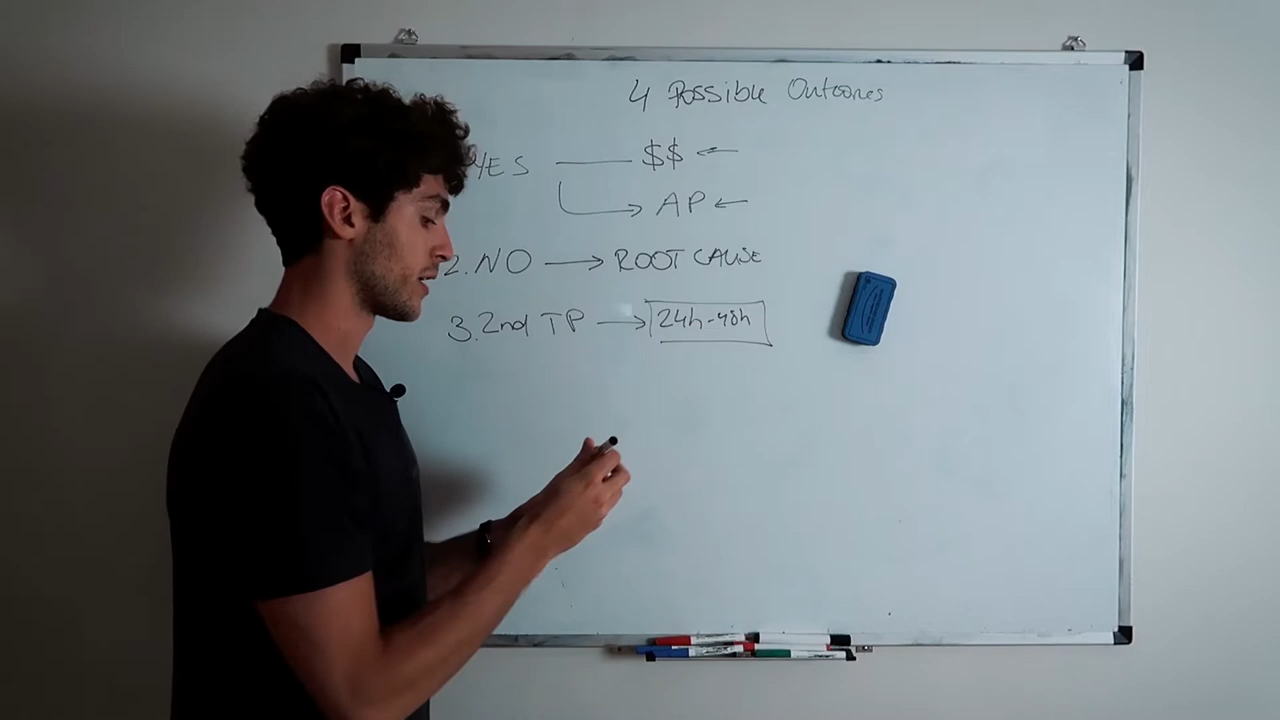 4 Possible Outcomes
YES — $$ ←
→ AP ←
2. NO → ROOT CAUSE
3. 2nd TP → 24h-48h